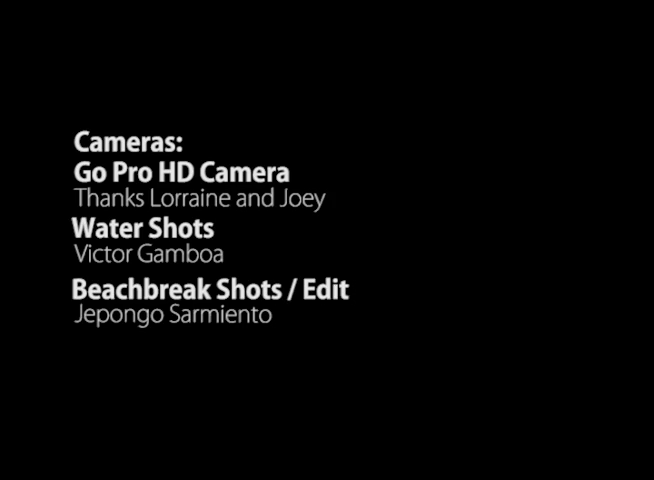 Cameras:
Go Pro HD Camera
Thanks Lorraine and Joey
Water Shots
Victor Gamboa
Beachbreak Shots / Edit
Jepongo Sarmiento